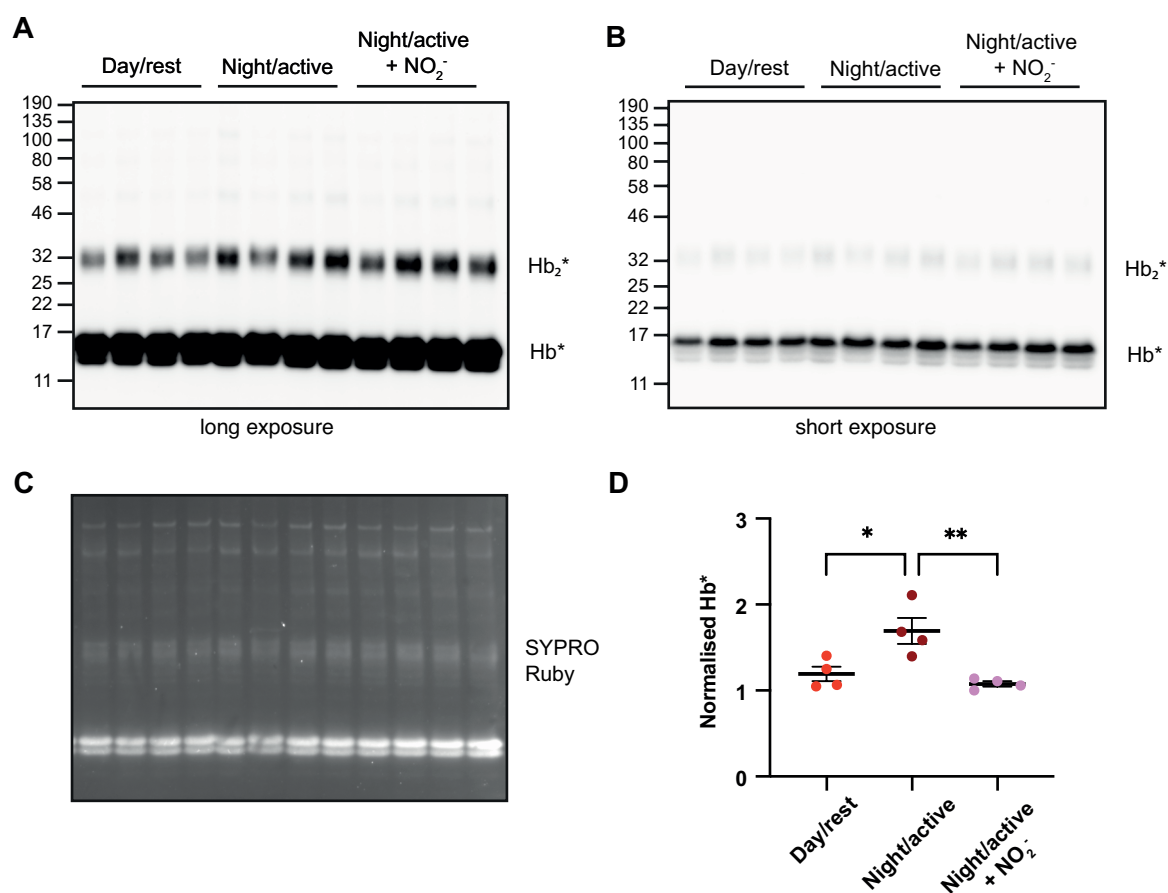 A
Day/rest
Night/active
Night/active
+ NO₂⁻
190
135
100
80
58
46
32
25
22
17
11
Hb₂*
Hb*
long exposure
B
Day/rest
Night/active
Night/active
+ NO₂⁻
190
135
100
80
58
46
32
25
22
17
11
Hb₂*
Hb*
short exposure
C
SYPRO
Ruby
D
Normalised Hb*
3
2
1
0
*
**
Day/rest
Night/active
Night/active
+ NO₂⁻